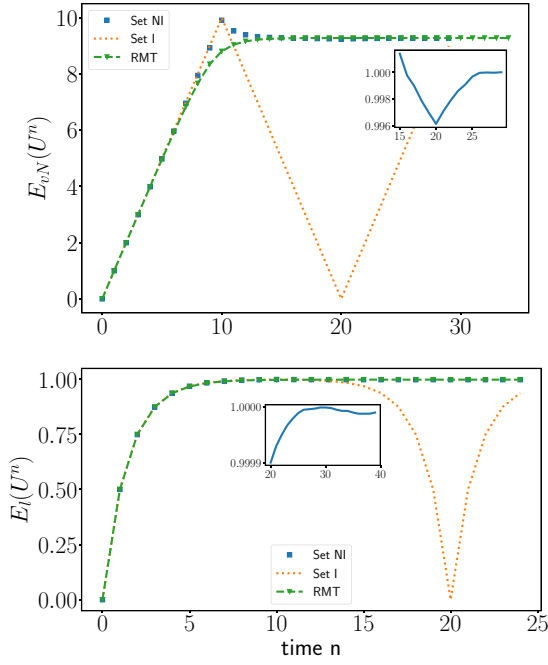 10
8
6
4
2
0
E_{vN}(U^n)
Set NI
Set I
RMT
1.000
0.998
0.996
15 20 25
0 10 20 30
1.00
0.75
0.50
0.25
0.00
E_l(U^n)
1.0000
0.9999
20 30 40
Set NI
Set I
RMT
0 5 10 15 20 25
time n